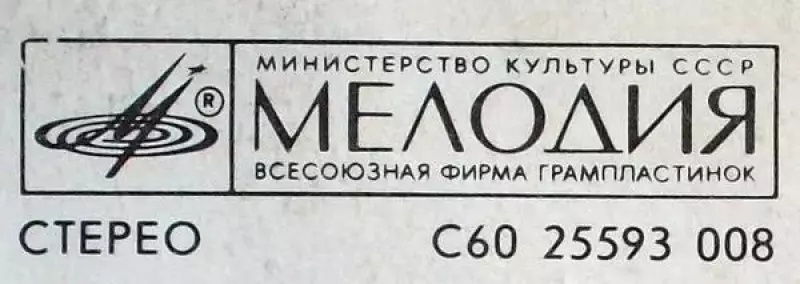 МИНИСТЕРСТВО КУЛЬТУРЫ СССР
® МЕЛОДИЯ
ВСЕСОЮЗНАЯ ФИРМА ГРАМПЛАСТИНОК
СТЕРЕО С60 25593 008